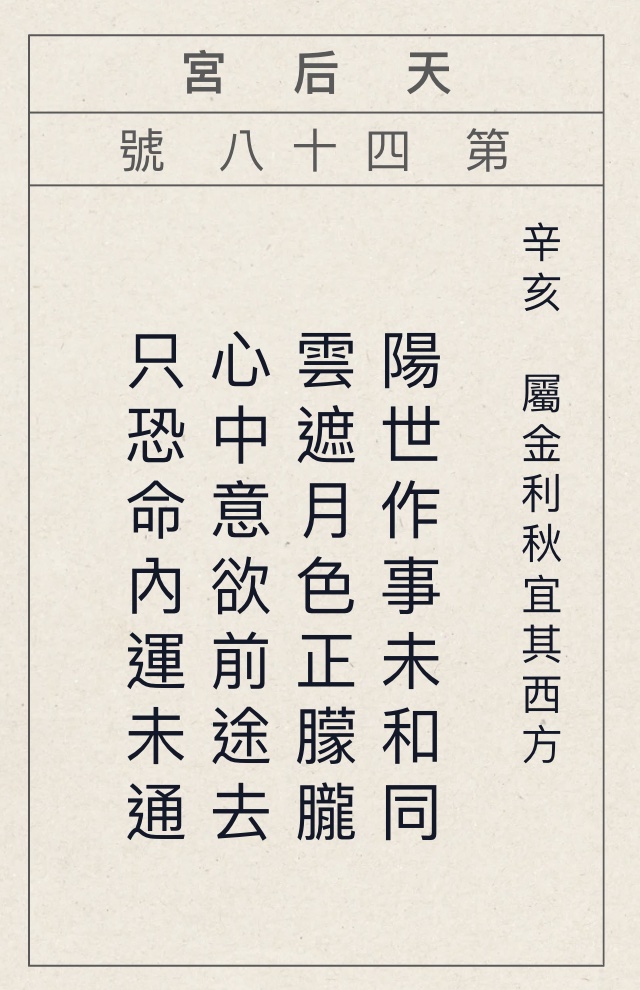 天后宮
第四十八號
辛亥 屬金利秋宜其西方
陽世作事未和同
雲遮月色正朦朧
心中意欲前途去
只恐命內運未通